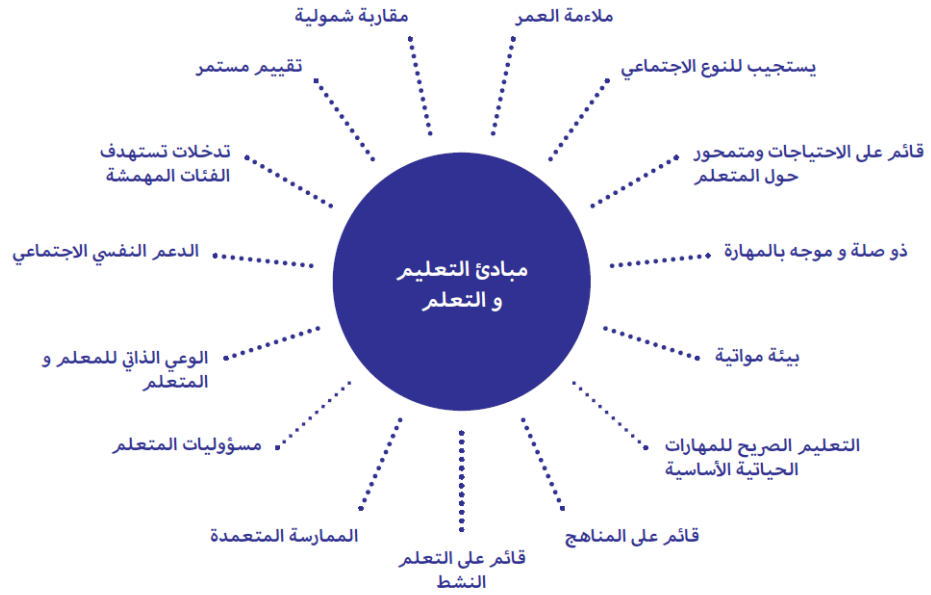 مبادئ التعليم
و التعلم
ملاءمة العمر
يستجيب للنوع الاجتماعي
قائم على الاحتياجات ومتمحور
حول المتعلم
ذو صلة و موجه بالمهارة
بيئة مواتية
التعليم الصريح للمهارات
الحياتية الأساسية
قائم على المناهج
قائم على التعلم
النشط
الممارسة المتعمدة
مسؤوليات المتعلم
الوعي الذاتي للمعلم و
المتعلم
الدعم النفسي الاجتماعي
تدخلات تستهدف
الفئات المهمشة
تقييم مستمر
مقاربة شمولية